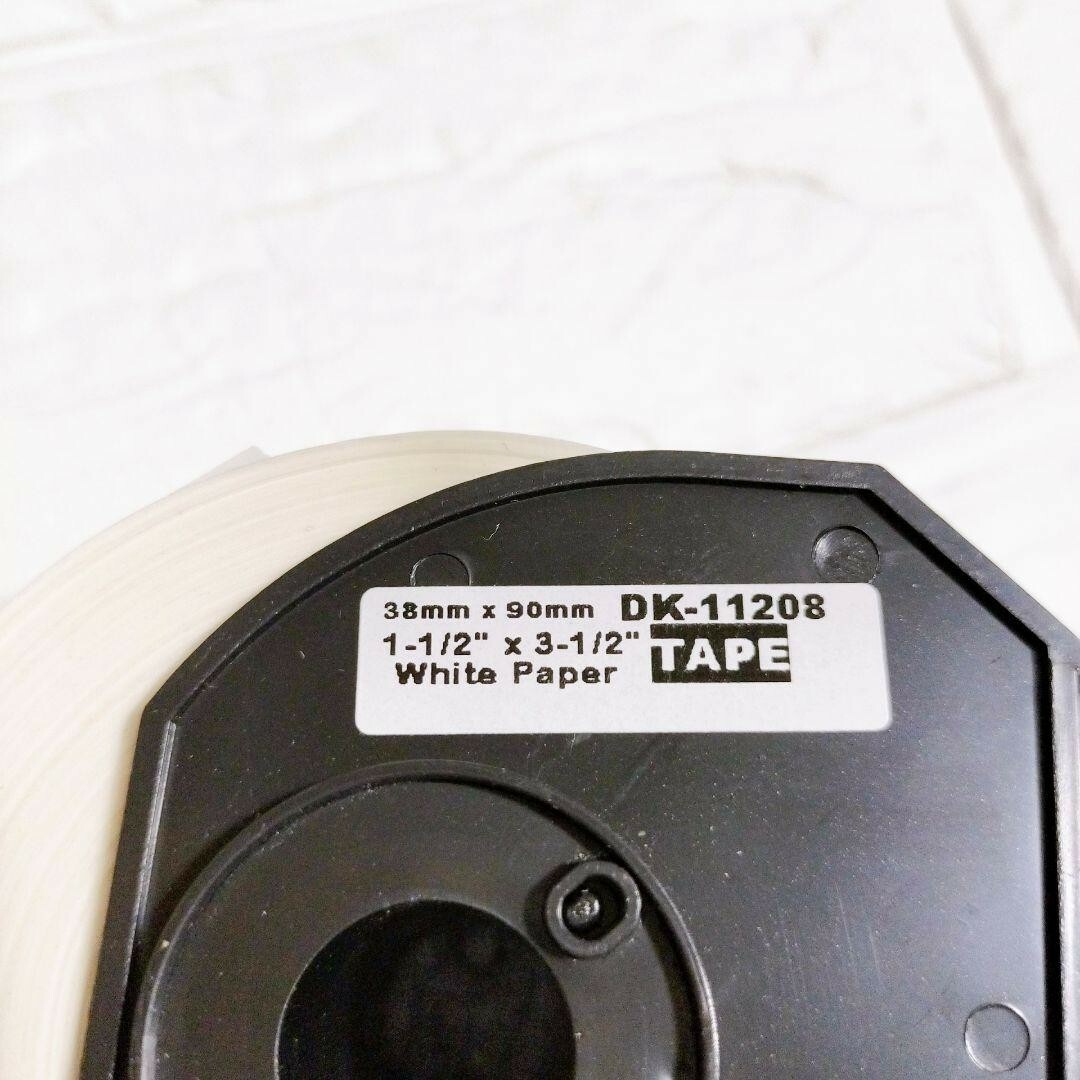 38mm x 90mm DK-11208
1-1/2" x 3-1/2" TAPE
White Paper